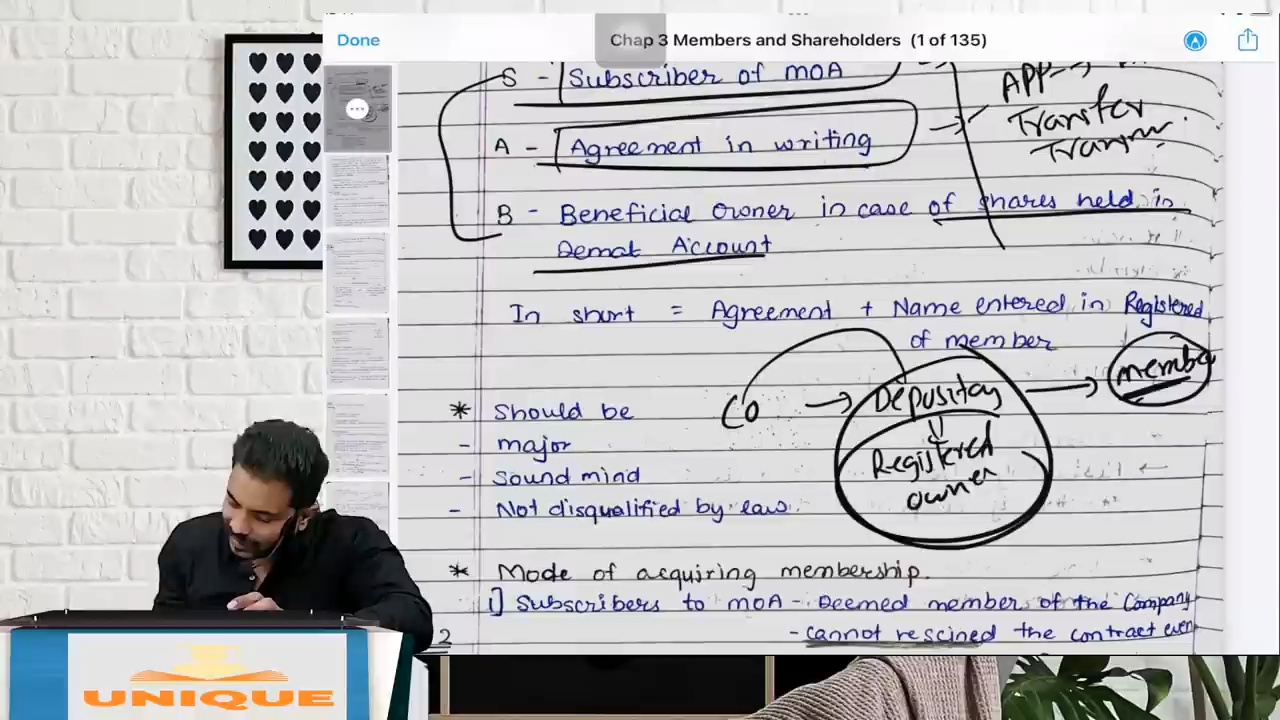 Done
Chap 3 Members and Shareholders (1 of 135)
S - Subscriber of MOA
APP
Transfer
A - Agreement in writing
B - Beneficial owner in case of shares held in
Demat Account
In short = Agreement + Name entered in Registered
of member
CO → Depository → member
Registered
owner
* Should be
- major
- Sound mind
- Not disqualified by law.
* Mode of acquiring membership.
1] Subscribers to MOA - Deemed member of the Company
- cannot rescined the contract even
2
UNIQUE